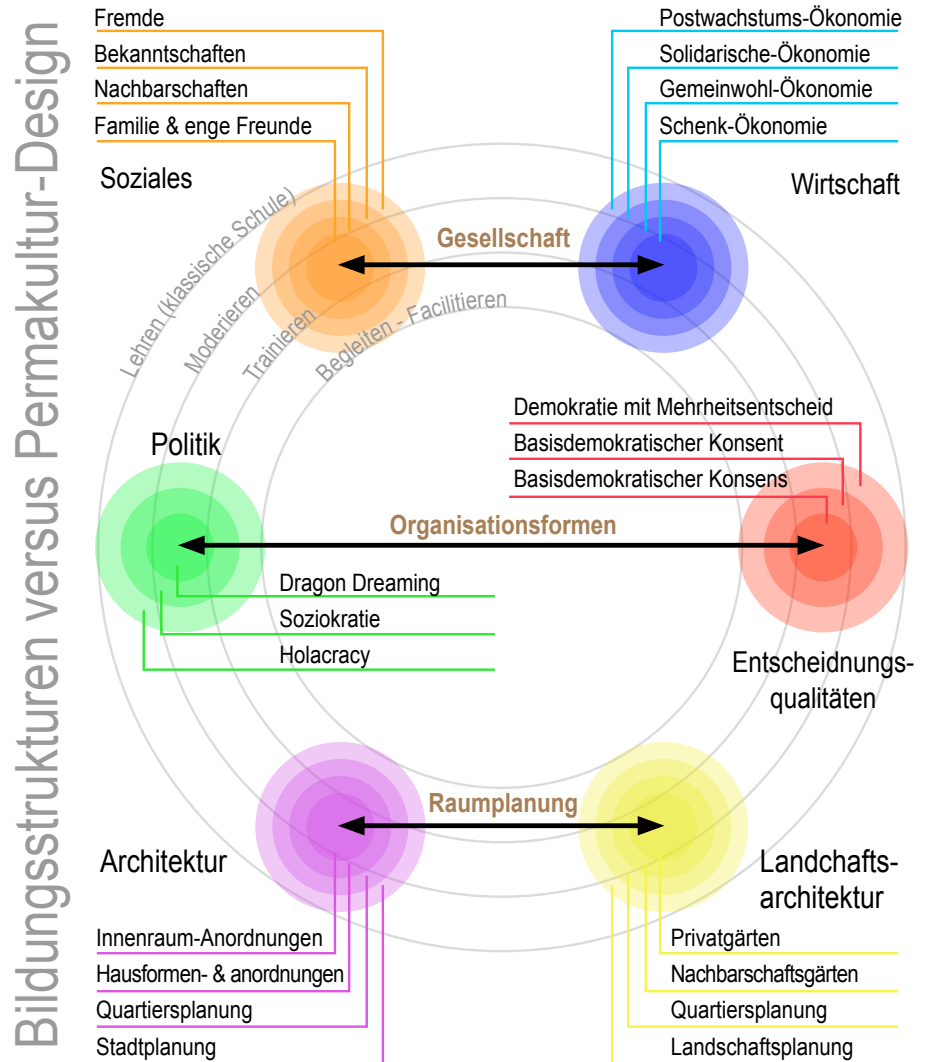 Bildungsstrukturen versus Permakultur-Design
Fremde
Bekanntschaften
Nachbarschaften
Familie & enge Freunde
Soziales
Postwachstums-Ökonomie
Solidarische-Ökonomie
Gemeinwohl-Ökonomie
Schenk-Ökonomie
Wirtschaft
Gesellschaft
Lehren (klassische Schule)
Moderieren
Trainieren
Begleiten - Facilitieren
Demokratie mit Mehrheitsentscheid
Basisdemokratischer Konsent
Basisdemokratischer Konsens
Politik
Organisationsformen
Dragon Dreaming
Soziokratie
Holacracy
Entscheidnungs-
qualitäten
Raumplanung
Architektur
Landchafts-
architektur
Innenraum-Anordnungen
Hausformen- & anordnungen
Quartiersplanung
Stadtplanung
Privatgärten
Nachbarschaftsgärten
Quartiersplanung
Landschaftsplanung